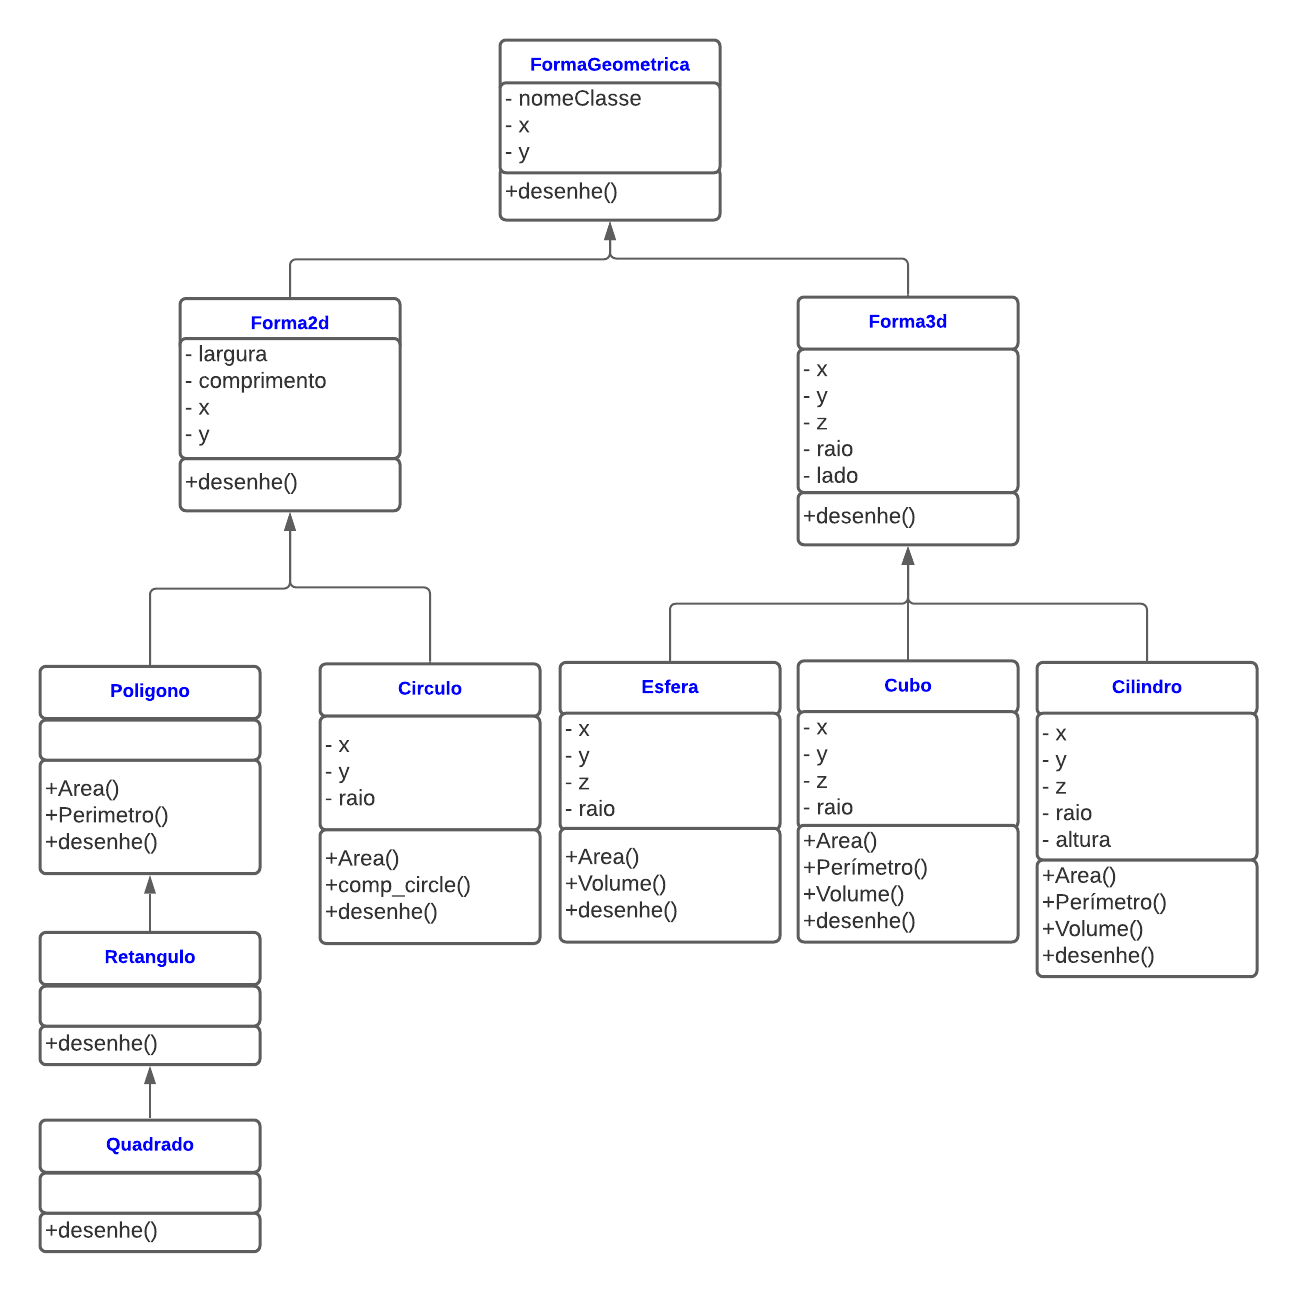 FormaGeometrica
- nomeClasse
- x
- y
+desenhe()
Forma2d
- largura
- comprimento
- x
- y
+desenhe()
Forma3d
- x
- y
- z
- raio
- lado
+desenhe()
Poligono
+Area()
+Perimetro()
+desenhe()
Circulo
- x
- y
- raio
+Area()
+comp_circle()
+desenhe()
Esfera
- x
- y
- z
- raio
+Area()
+Volume()
+desenhe()
Cubo
- x
- y
- z
- raio
+Area()
+Perímetro()
+Volume()
+desenhe()
Cilindro
- x
- y
- z
- raio
- altura
+Area()
+Perímetro()
+Volume()
+desenhe()
Retangulo
+desenhe()
Quadrado
+desenhe()